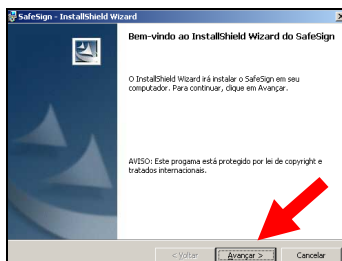 SafeSign - InstallShield Wizard
Bem-vindo ao InstallShield Wizard do SafeSign
O InstallShield Wizard irá instalar o SafeSign em seu
computador. Para continuar, clique em Avançar.
AVISO: Este progama está protegido por lei de copyright e
tratados internacionais.
< Voltar Avançar > Cancelar